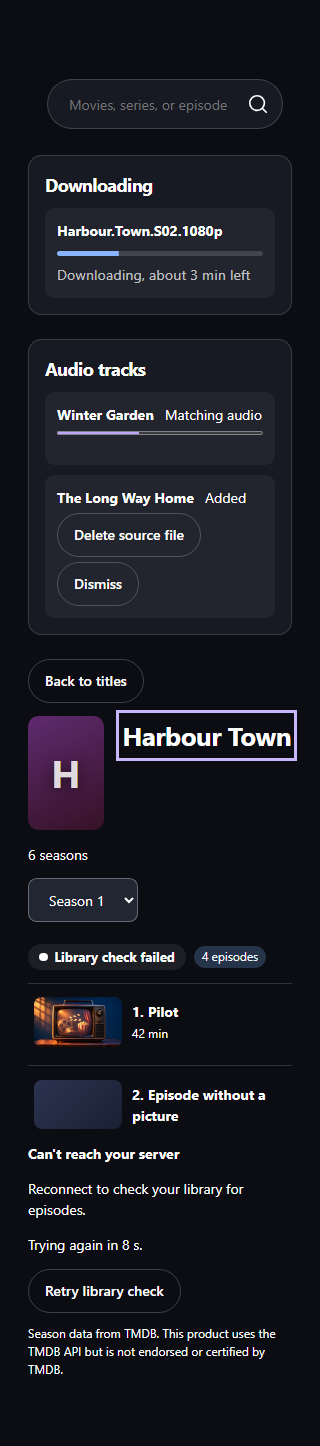 Movies, series, or episode
Downloading
Harbour.Town.S02.1080p
Downloading, about 3 min left
Audio tracks
Winter Garden Matching audio
The Long Way Home Added
Delete source file
Dismiss
Back to titles
H
Harbour Town
6 seasons
Season 1
Library check failed
4 episodes
1. Pilot
42 min
2. Episode without a
picture
Can't reach your server
Reconnect to check your library for
episodes.
Trying again in 8 s.
Retry library check
Season data from TMDB. This product uses the
TMDB API but is not endorsed or certified by
TMDB.